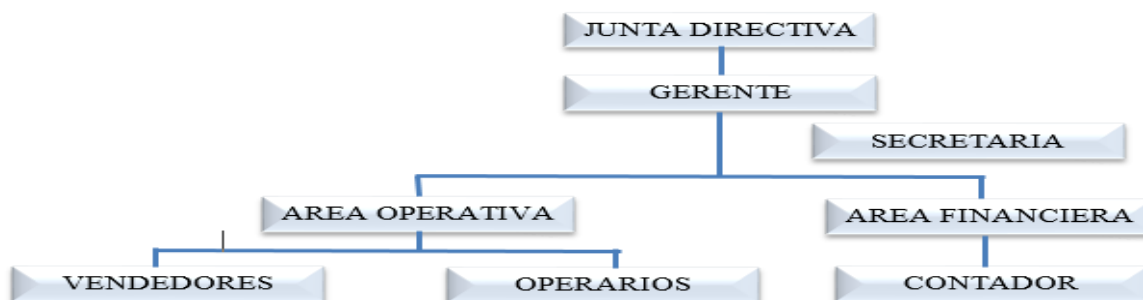 JUNTA DIRECTIVA
GERENTE
SECRETARIA
AREA OPERATIVA
AREA FINANCIERA
VENDEDORES
OPERARIOS
CONTADOR